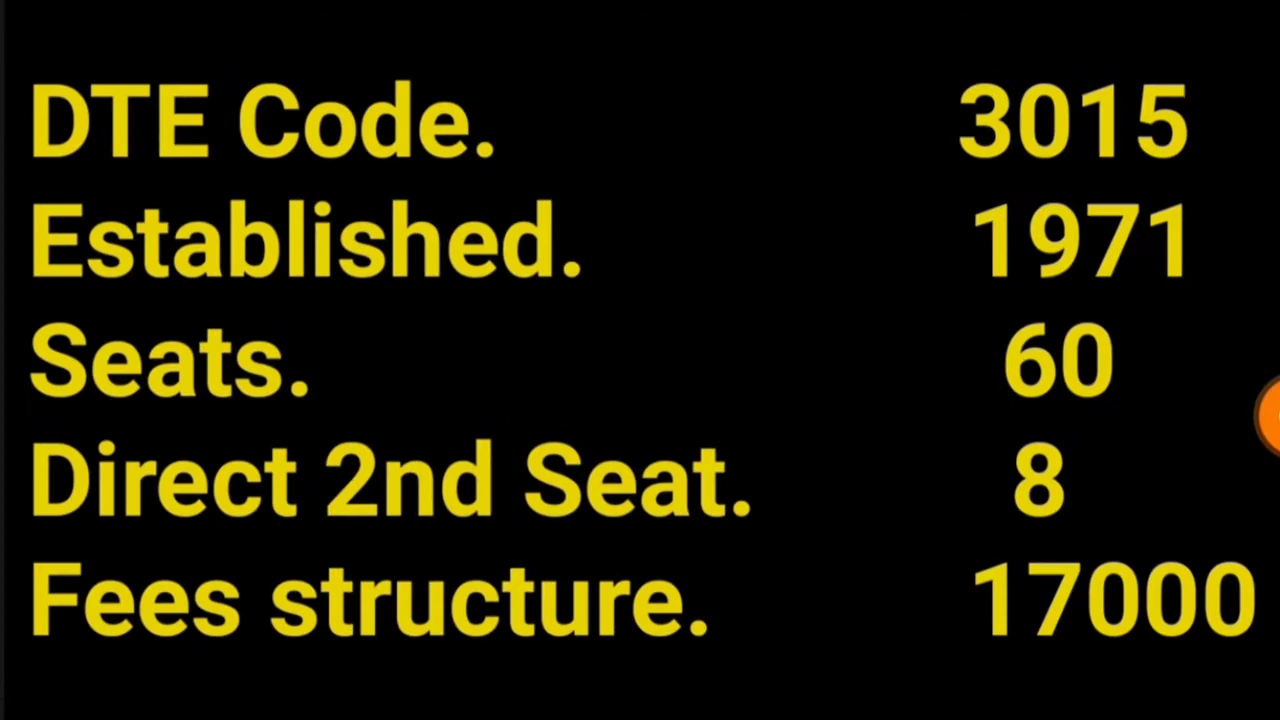 DTE Code. 3015
Established. 1971
Seats. 60
Direct 2nd Seat. 8
Fees structure. 17000